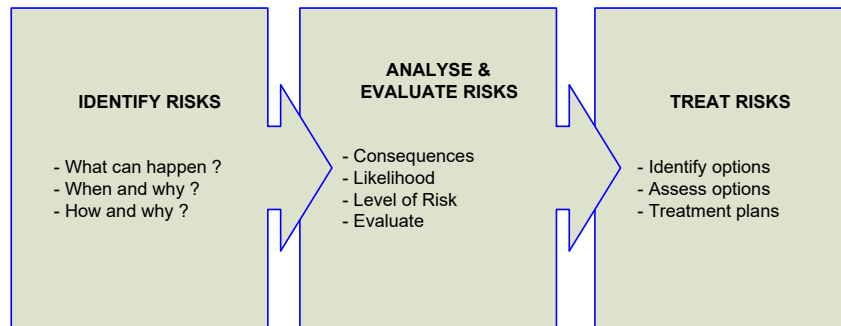 IDENTIFY RISKS
- What can happen ?
- When and why ?
- How and why ?
ANALYSE &
EVALUATE RISKS
- Consequences
- Likelihood
- Level of Risk
- Evaluate
TREAT RISKS
- Identify options
- Assess options
- Treatment plans